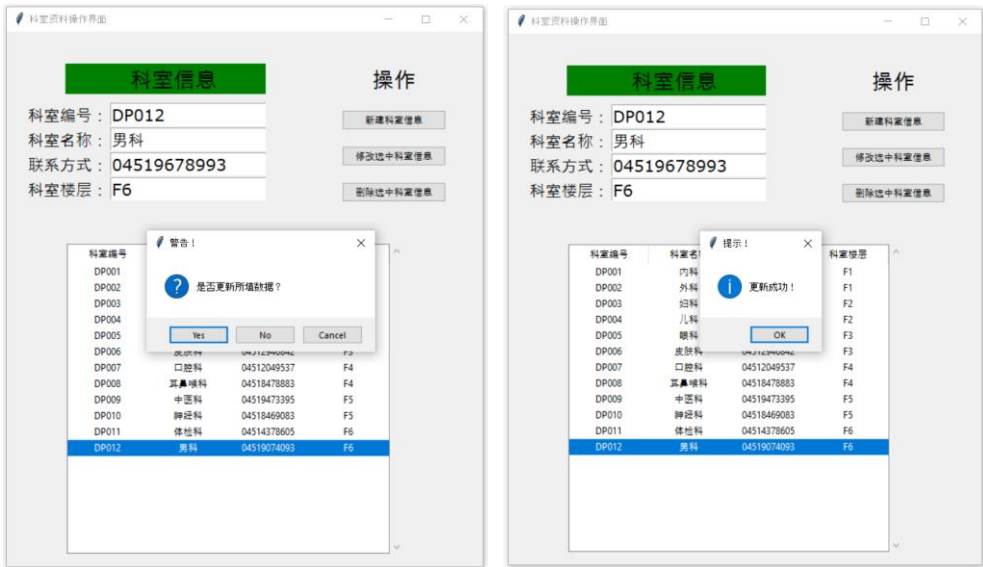 科室资料操作界面
科室信息 操作
科室编号： DP012 新建科室信息
科室名称： 男科
联系方式： 04519678993 修改选中科室信息
科室楼层： F6 删除选中科室信息
警告！
是否更新所填数据？
Yes No Cancel
科室编号
DP001
DP002
DP003
DP004
DP005
DP006 皮肤科 04512940842 F3
DP007 口腔科 04512049537 F4
DP008 耳鼻喉科 04518478883 F4
DP009 中医科 04519473395 F5
DP010 神经科 04518469083 F5
DP011 体检科 04514378605 F6
DP012 男科 04519074093 F6
科室资料操作界面
科室信息 操作
科室编号： DP012 新建科室信息
科室名称： 男科
联系方式： 04519678993 修改选中科室信息
科室楼层： F6 删除选中科室信息
提示！
更新成功！
OK
科室编号 科室名 科室楼层
DP001 内科 F1
DP002 外科 F1
DP003 妇科 F2
DP004 儿科 F2
DP005 眼科 F3
DP006 皮肤科 04512940842 F3
DP007 口腔科 04512049537 F4
DP008 耳鼻喉科 04518478883 F4
DP009 中医科 04519473395 F5
DP010 神经科 04518469083 F5
DP011 体检科 04514378605 F6
DP012 男科 04519074093 F6